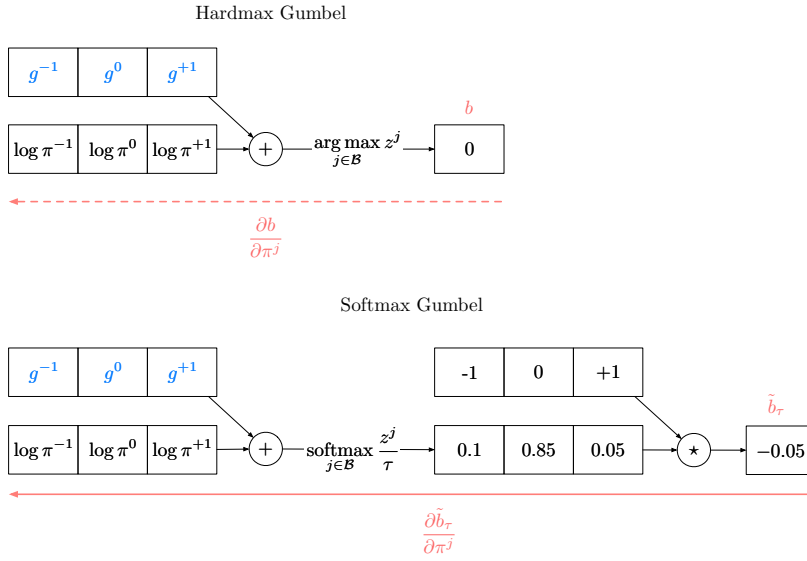 Hardmax Gumbel
g^{-1} g^0 g^{+1}
b
log π^{-1} log π^0 log π^{+1} + arg max_{j∈ℬ} z^j 0
∂b/∂π^j
Softmax Gumbel
g^{-1} g^0 g^{+1} -1 0 +1
b̃_τ
log π^{-1} log π^0 log π^{+1} + softmax_{j∈ℬ} z^j/τ 0.1 0.85 0.05 ⋆ −0.05
∂b̃_τ/∂π^j